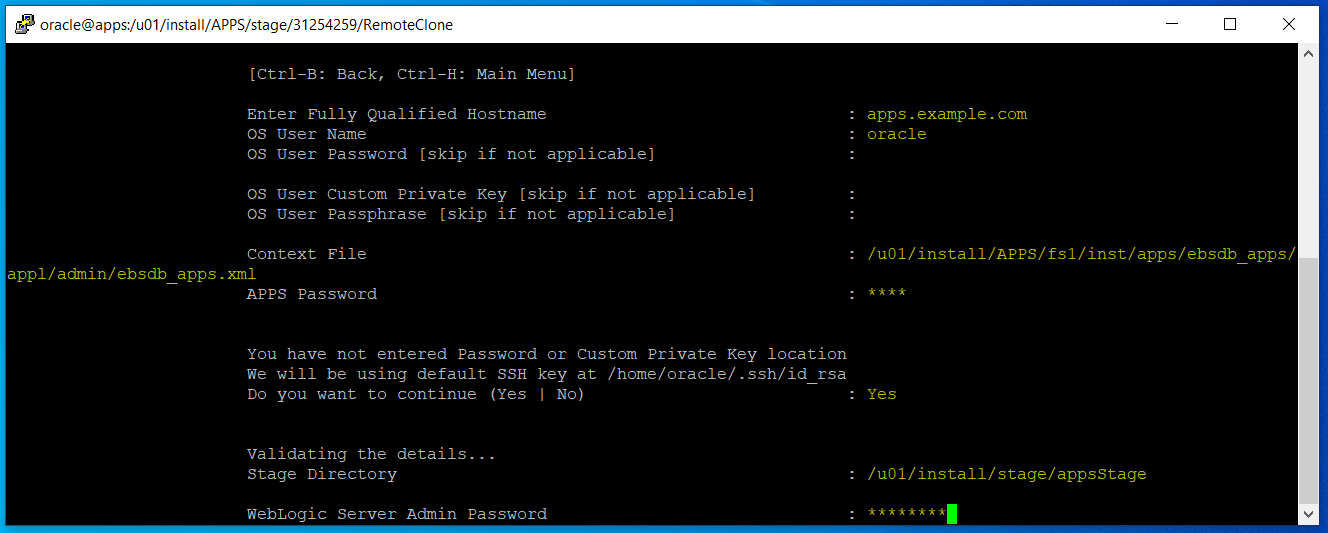 oracle@apps:/u01/install/APPS/stage/31254259/RemoteClone
[Ctrl-B: Back, Ctrl-H: Main Menu]
Enter Fully Qualified Hostname : apps.example.com
OS User Name : oracle
OS User Password [skip if not applicable] :
OS User Custom Private Key [skip if not applicable] :
OS User Passphrase [skip if not applicable] :
Context File : /u01/install/APPS/fs1/inst/apps/ebsdb_apps/
appl/admin/ebsdb_apps.xml
APPS Password : ****
You have not entered Password or Custom Private Key location
We will be using default SSH key at /home/oracle/.ssh/id_rsa
Do you want to continue (Yes | No) : Yes
Validating the details...
Stage Directory : /u01/install/stage/appsStage
WebLogic Server Admin Password : ********